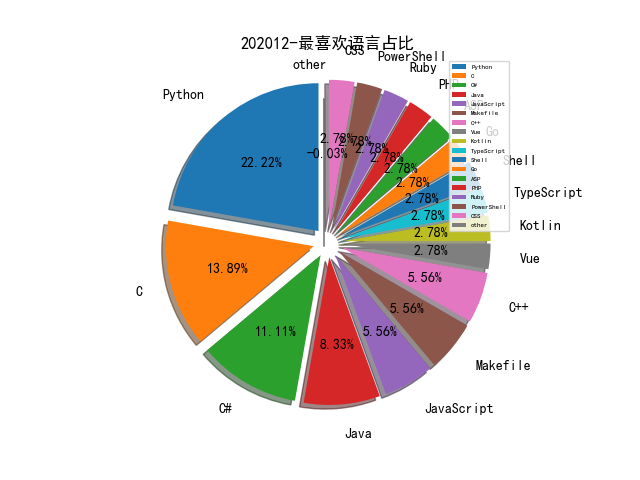 202012-最喜欢语言占比
Python
C
C#
Java
JavaScript
Makefile
C++
Vue
Kotlin
TypeScript
Shell
Go
PHP
Ruby
PowerShell
CSS
other
22.22%
13.89%
11.11%
8.33%
5.56%
5.56%
5.56%
2.78%
2.78%
2.78%
2.78%
2.78%
2.78%
2.78%
2.78%
2.78%
2.78%
-0.03%
Python
C
C#
Java
JavaScript
Makefile
C++
Vue
Kotlin
TypeScript
Shell
Go
ASP
PHP
Ruby
PowerShell
CSS
other